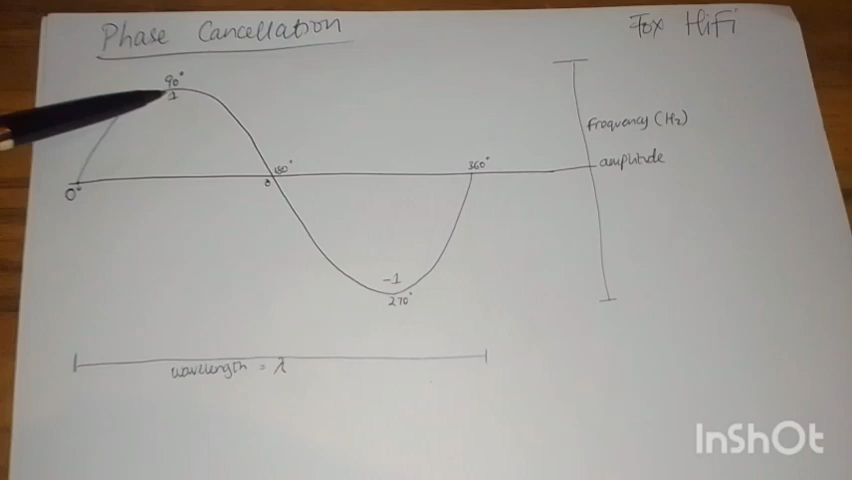 Phase Cancellation
Fox HiFi
90°
1
Frequency (Hz)
amplitude
0°
0
180°
360°
-1
270°
wavelength = λ
InShOt